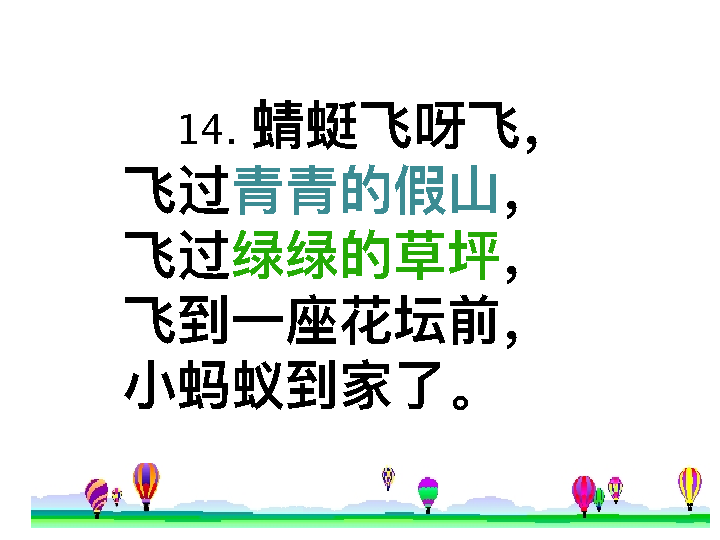 14. 蜻蜓飞呀飞，
飞过青青的假山，
飞过绿绿的草坪，
飞到一座花坛前，
小蚂蚁到家了。